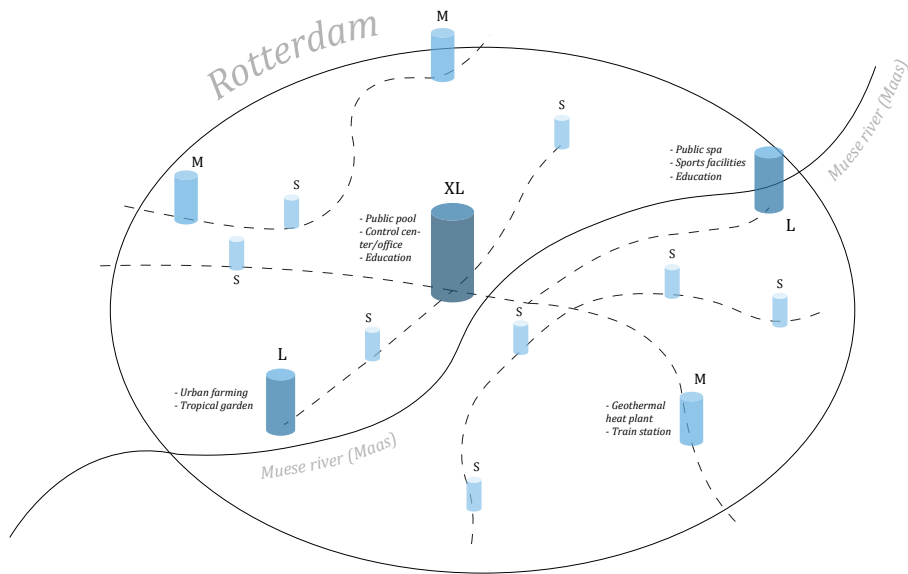 M
Rotterdam
Muese river (Maas)
S
- Public spa
- Sports facilities
- Education
M
S
XL
- Public pool
- Control cen-
ter/office
- Education
L
S
S
S
S
S
L
M
- Urban farming
- Tropical garden
- Geothermal
heat plant
- Train station
Muese river (Maas)
S